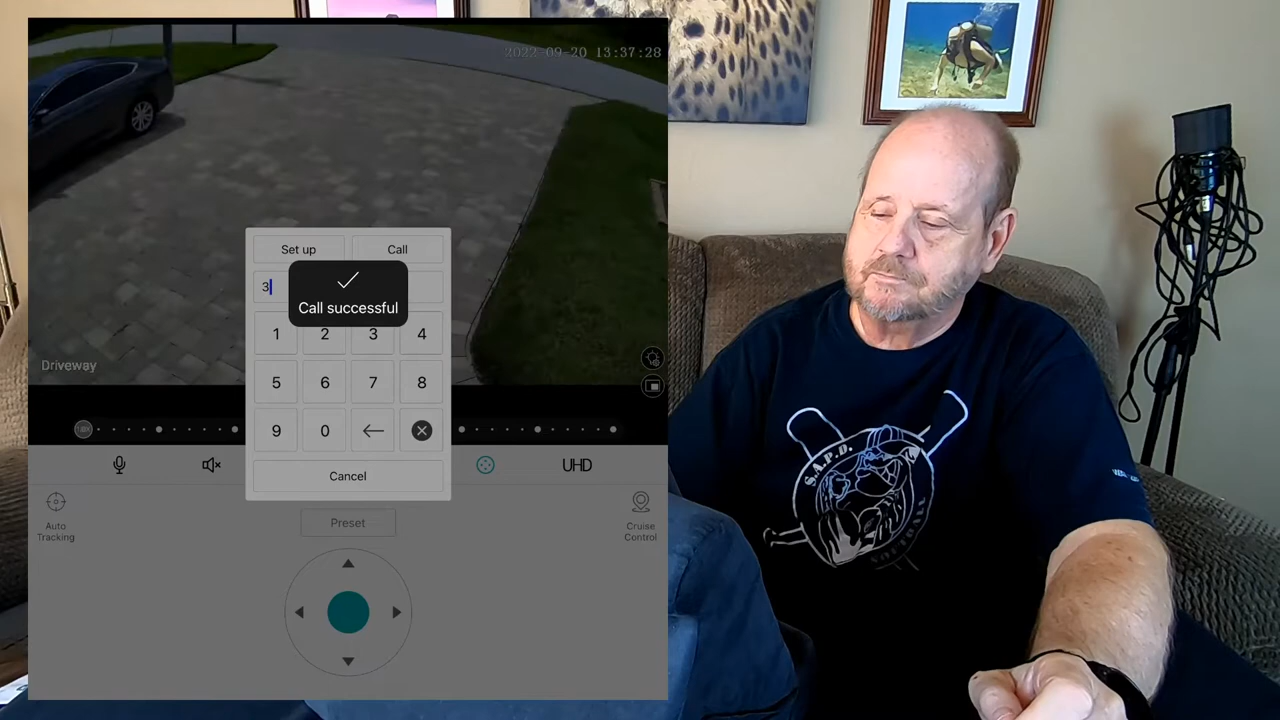 2022-09-20 13:37:28
Set up Call
3
Call successful
1 2 3 4
5 6 7 8
9 0
Driveway
Cancel
UHD
Auto
Tracking
Preset
Cruise
Control
S.A.P.D.
SOFTBALL